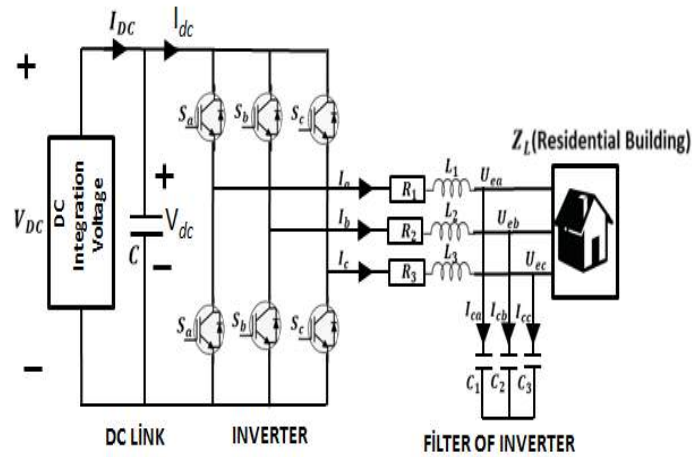 I_DC I_dc
+
S_a S_b S_c
Z_L(Residential Building)
V_DC
DC Integration Voltage
+
V_dc
C
−
I_a R_1 L_1 U_ea
I_b R_2 L_2 U_eb
I_c R_3 L_3 U_ec
S_a S_b S_c
I_ca I_cb I_cc
−
C_1 C_2 C_3
DC LİNK INVERTER FİLTER OF INVERTER